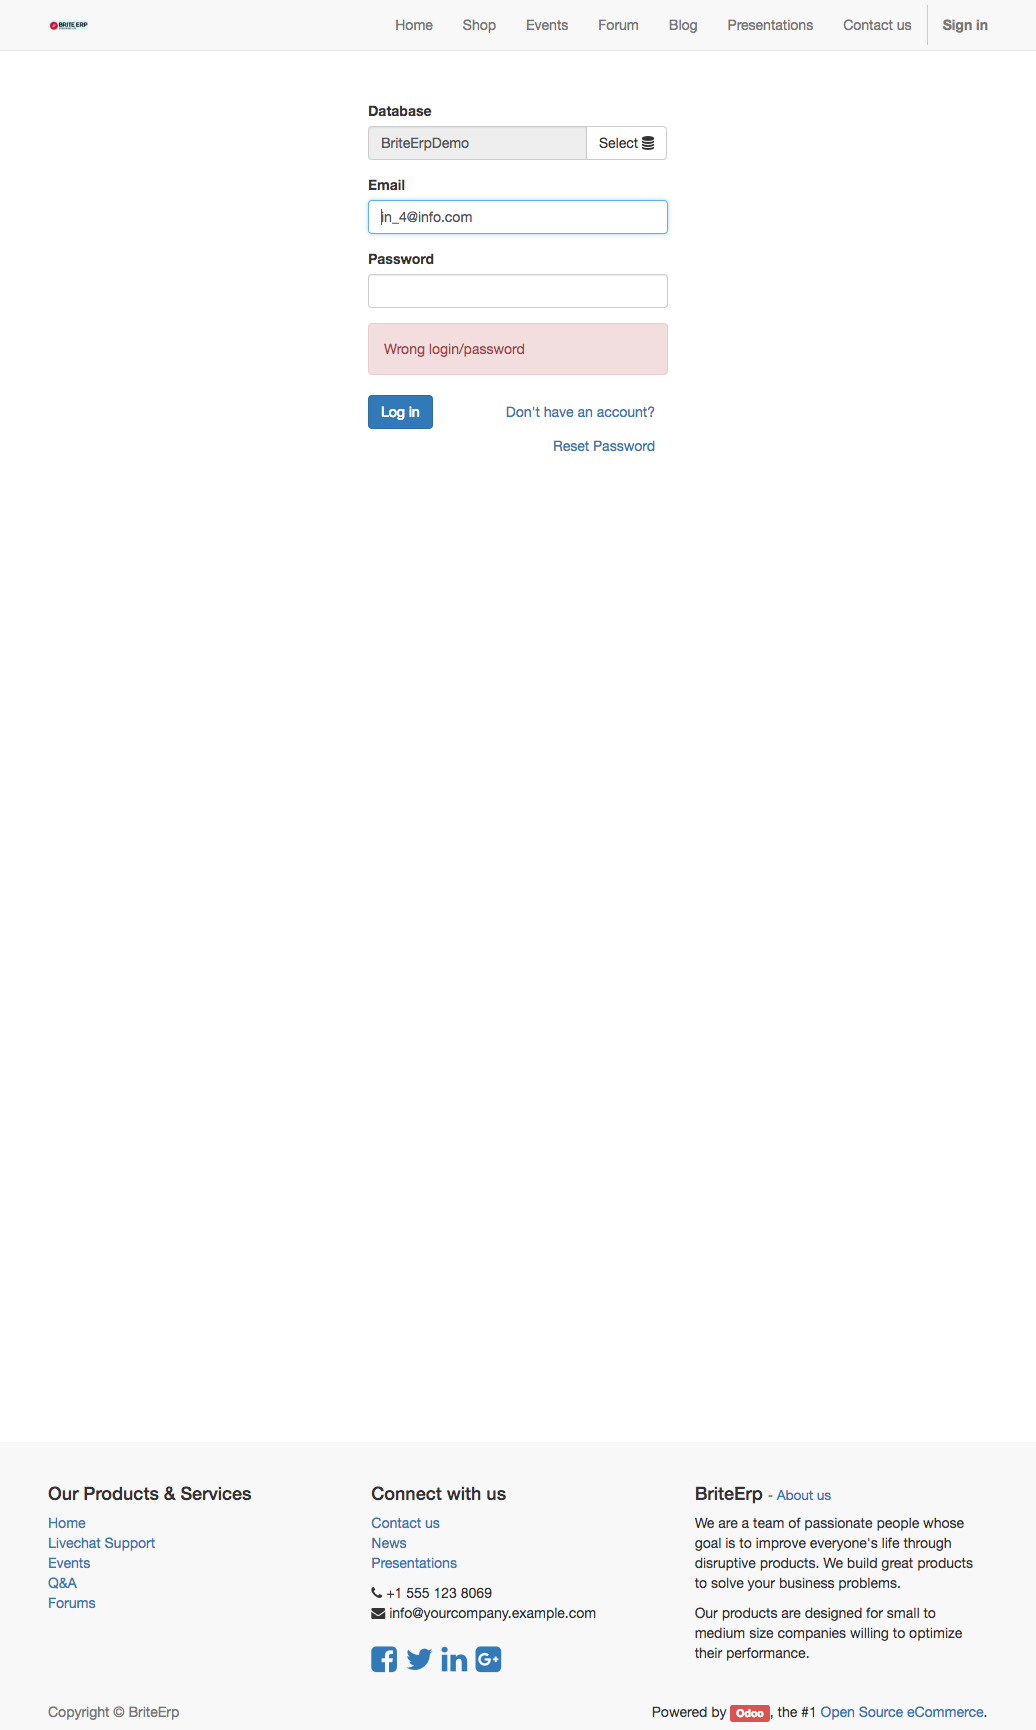 BRITE ERP
Home Shop Events Forum Blog Presentations Contact us Sign in
Database
BriteErpDemo Select
Email
in_4@info.com
Password
Wrong login/password
Log in Don't have an account?
Reset Password
Our Products & Services
Home
Livechat Support
Events
Q&A
Forums
Connect with us
Contact us
News
Presentations
+1 555 123 8069
info@yourcompany.example.com
BriteErp - About us
We are a team of passionate people whose
goal is to improve everyone's life through
disruptive products. We build great products
to solve your business problems.
Our products are designed for small to
medium size companies willing to optimize
their performance.
Copyright © BriteErp
Powered by Odoo, the #1 Open Source eCommerce.